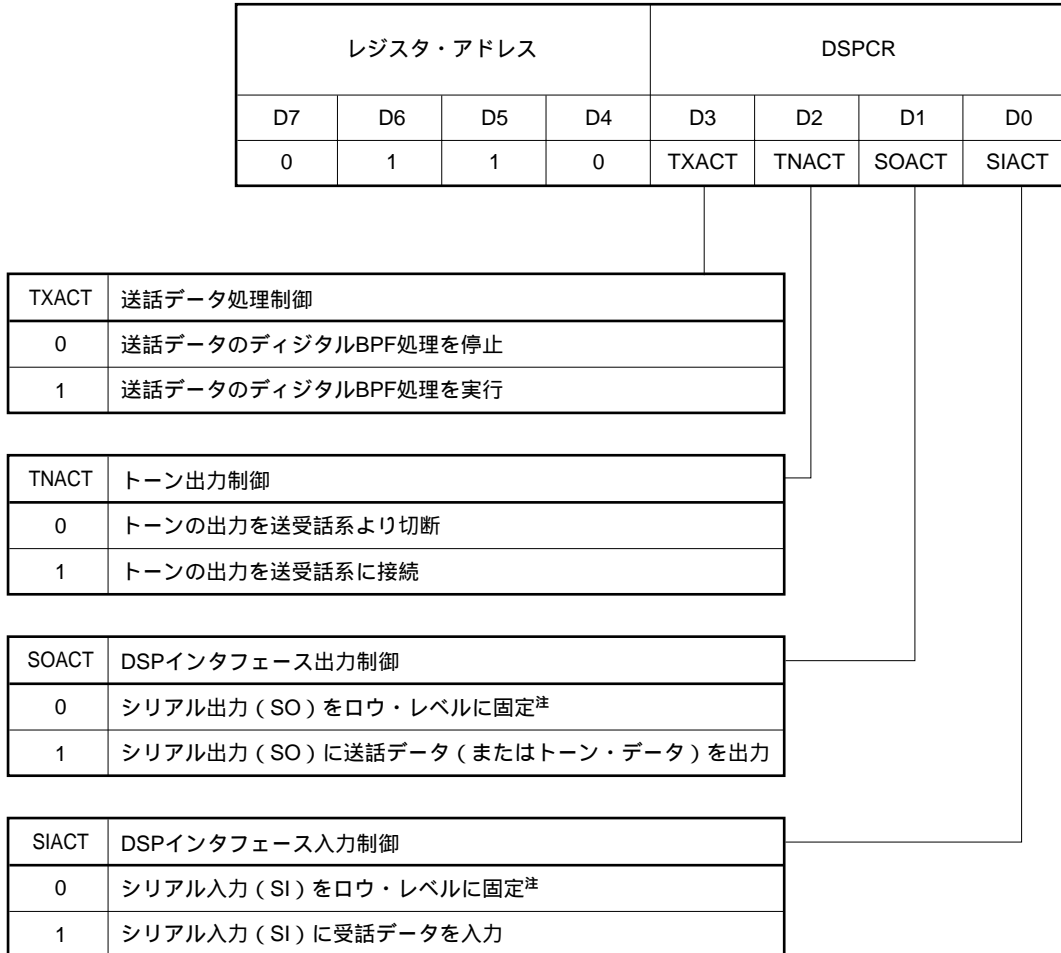 レジスタ・アドレス DSPCR
D7 D6 D5 D4 D3 D2 D1 D0
0 1 1 0 TXACT TNACT SOACT SIACT
TXACT 送話データ処理制御
0 送話データのディジタルBPF処理を停止
1 送話データのディジタルBPF処理を実行
TNACT トーン出力制御
0 トーンの出力を送受話系より切断
1 トーンの出力を送受話系に接続
SOACT DSPインタフェース出力制御
0 シリアル出力（SO）をロウ・レベルに固定注
1 シリアル出力（SO）に送話データ（またはトーン・データ）を出力
SIACT DSPインタフェース入力制御
0 シリアル入力（SI）をロウ・レベルに固定注
1 シリアル入力（SI）に受話データを入力